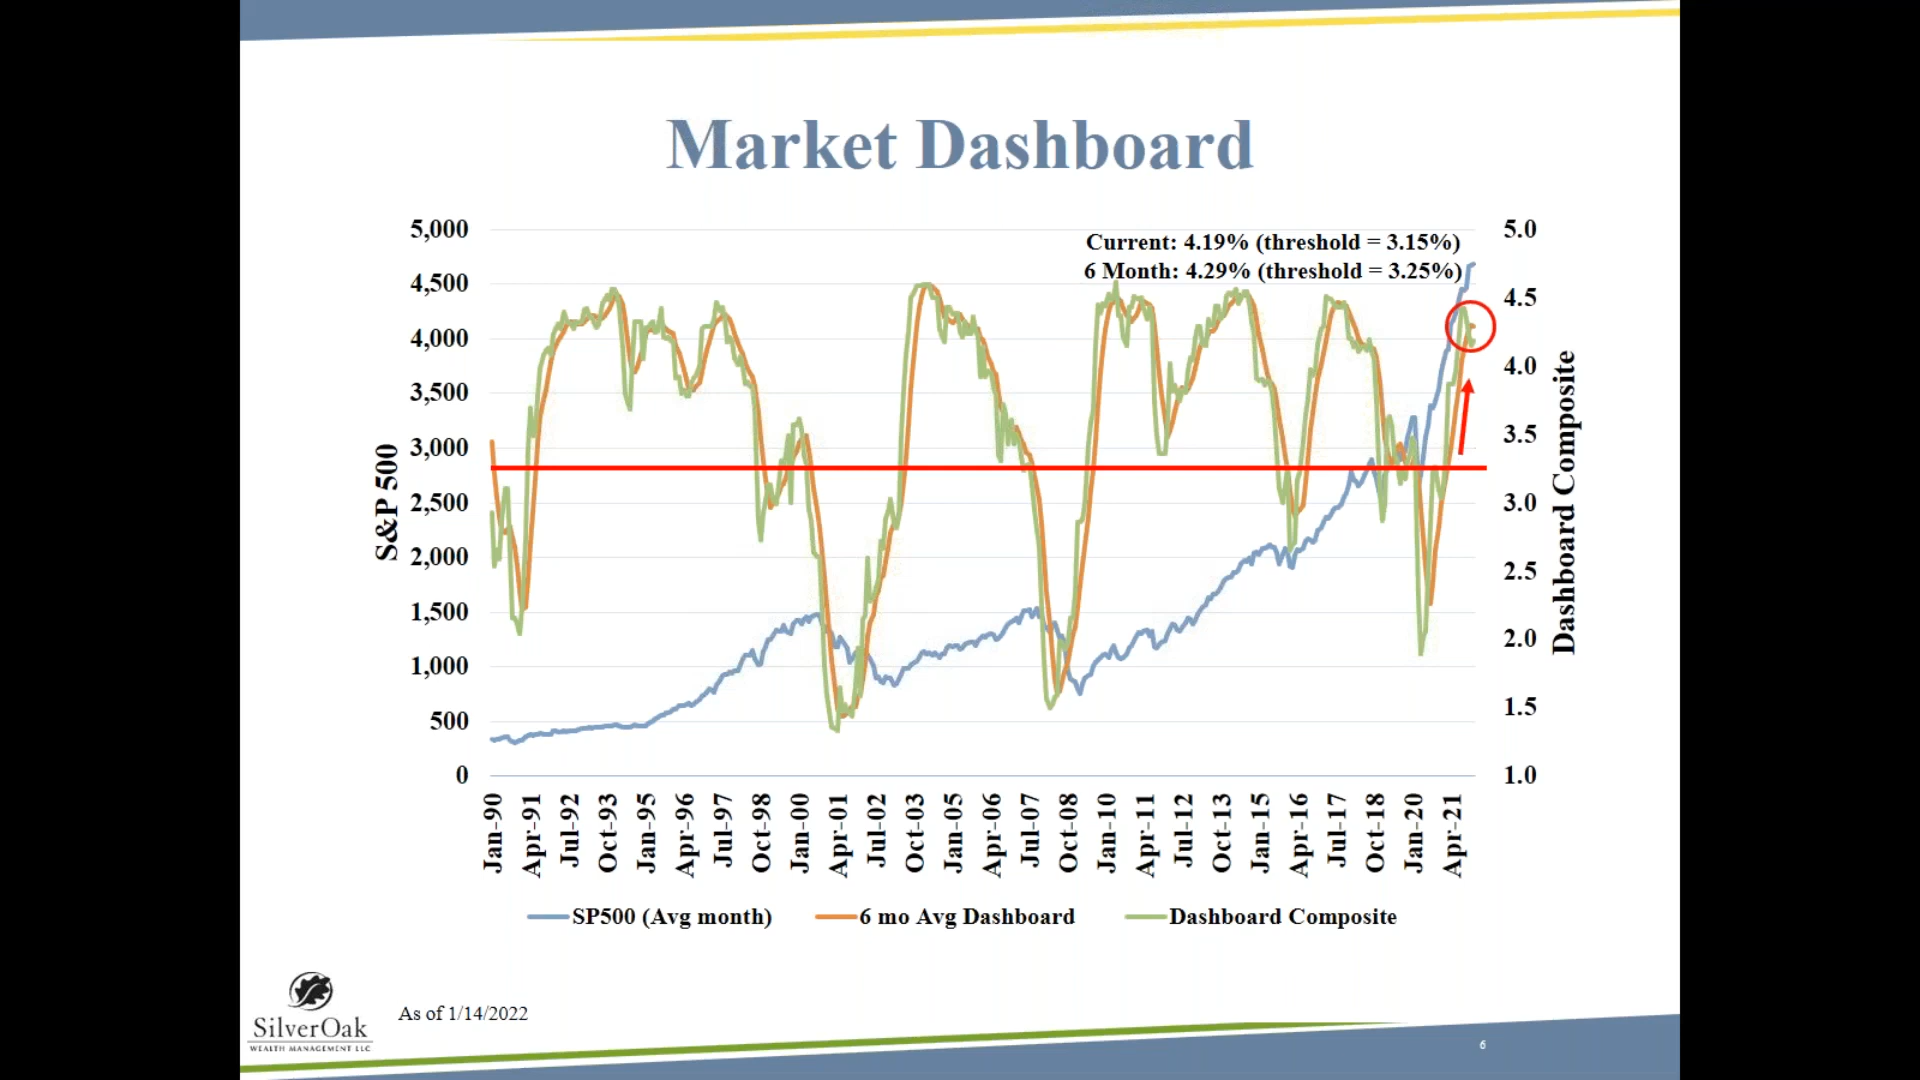 Market Dashboard
Current: 4.19% (threshold = 3.15%)
6 Month: 4.29% (threshold = 3.25%)
S&P 500
5,000
4,500
4,000
3,500
3,000
2,500
2,000
1,500
1,000
500
0
5.0
4.5
4.0
3.5
3.0
2.5
2.0
1.5
1.0
Dashboard Composite
Jan-90
Apr-91
Jul-92
Oct-93
Jan-95
Apr-96
Jul-97
Oct-98
Jan-00
Apr-01
Jul-02
Oct-03
Jan-05
Apr-06
Jul-07
Oct-08
Jan-10
Apr-11
Jul-12
Oct-13
Jan-15
Apr-16
Jul-17
Oct-18
Jan-20
Apr-21
SP500 (Avg month)
6 mo Avg Dashboard
Dashboard Composite
SilverOak
WEALTH MANAGEMENT LLC
As of 1/14/2022
6